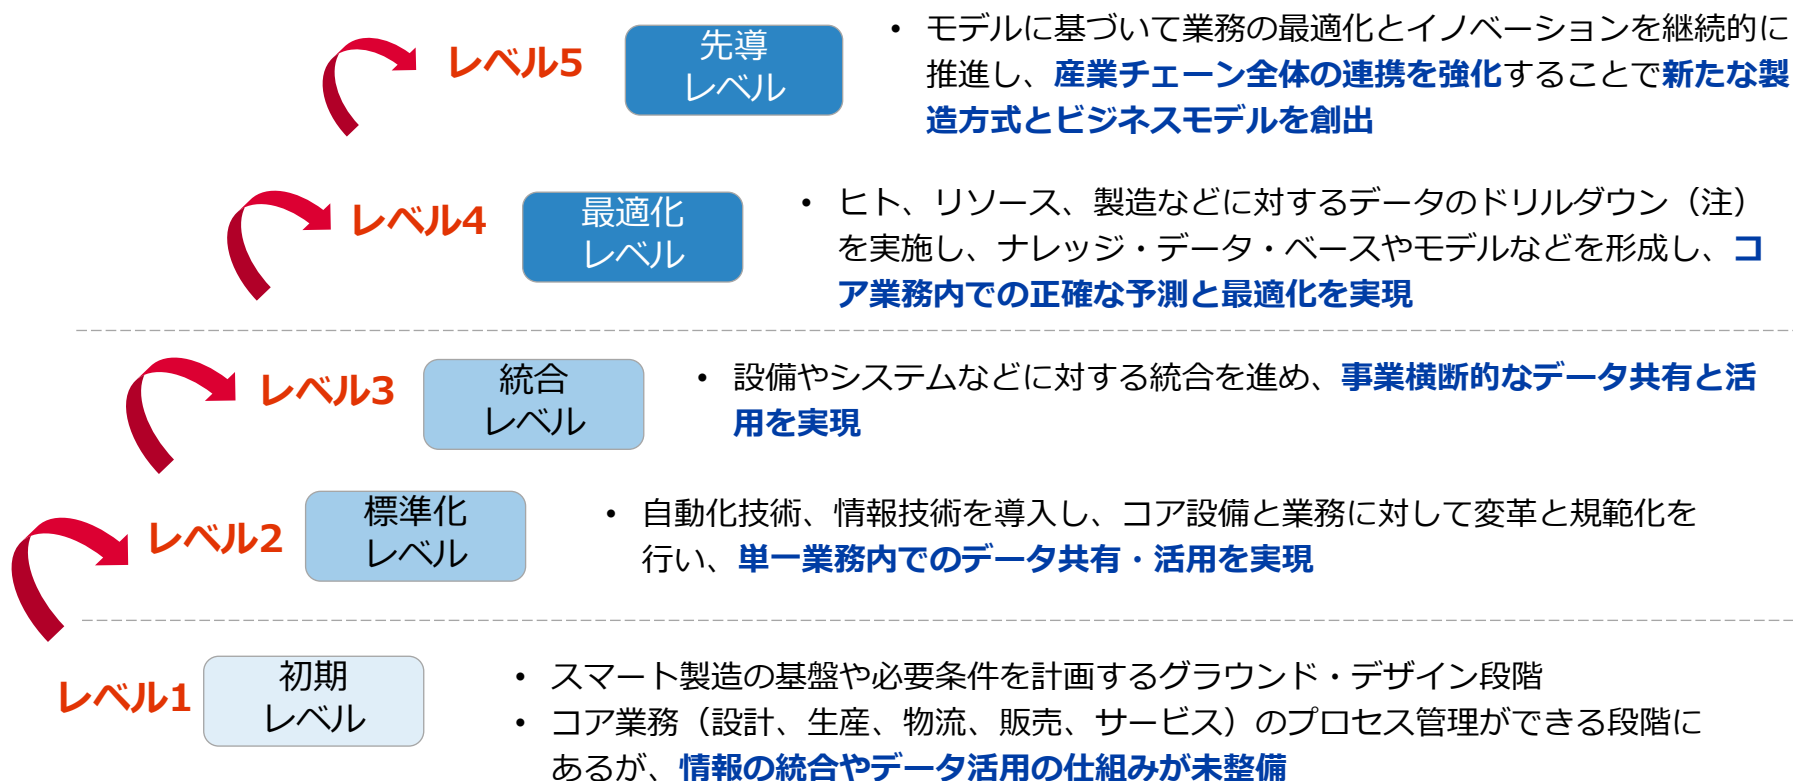 レベル5
先導
レベル
• モデルに基づいて業務の最適化とイノベーションを継続的に
推進し、産業チェーン全体の連携を強化することで新たな製
造方式とビジネスモデルを創出
レベル4
最適化
レベル
• ヒト、リソース、製造などに対するデータのドリルダウン（注）
を実施し、ナレッジ・データ・ベースやモデルなどを形成し、コ
ア業務内での正確な予測と最適化を実現
レベル3
統合
レベル
• 設備やシステムなどに対する統合を進め、事業横断的なデータ共有と活
用を実現
レベル2
標準化
レベル
• 自動化技術、情報技術を導入し、コア設備と業務に対して変革と規範化を
行い、単一業務内でのデータ共有・活用を実現
レベル1
初期
レベル
• スマート製造の基盤や必要条件を計画するグラウンド・デザイン段階
• コア業務（設計、生産、物流、販売、サービス）のプロセス管理ができる段階に
あるが、情報の統合やデータ活用の仕組みが未整備